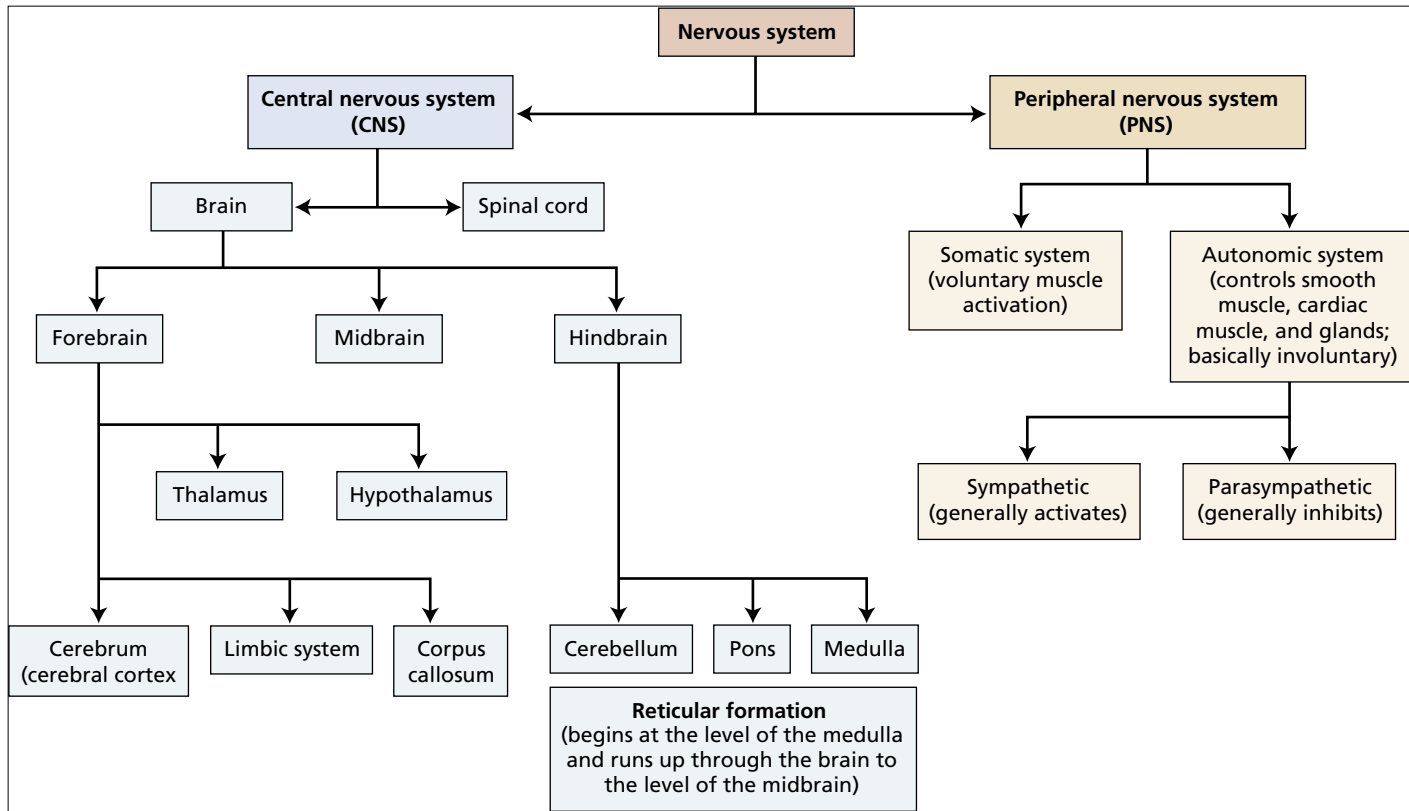 Nervous system
Central nervous system
(CNS)
Peripheral nervous system
(PNS)
Brain
Spinal cord
Somatic system
(voluntary muscle
activation)
Autonomic system
(controls smooth
muscle, cardiac
muscle, and glands;
basically involuntary)
Forebrain
Midbrain
Hindbrain
Thalamus
Hypothalamus
Sympathetic
(generally activates)
Parasympathetic
(generally inhibits)
Cerebrum
(cerebral cortex
Limbic system
Corpus
callosum
Cerebellum
Pons
Medulla
Reticular formation
(begins at the level of the medulla
and runs up through the brain to
the level of the midbrain)